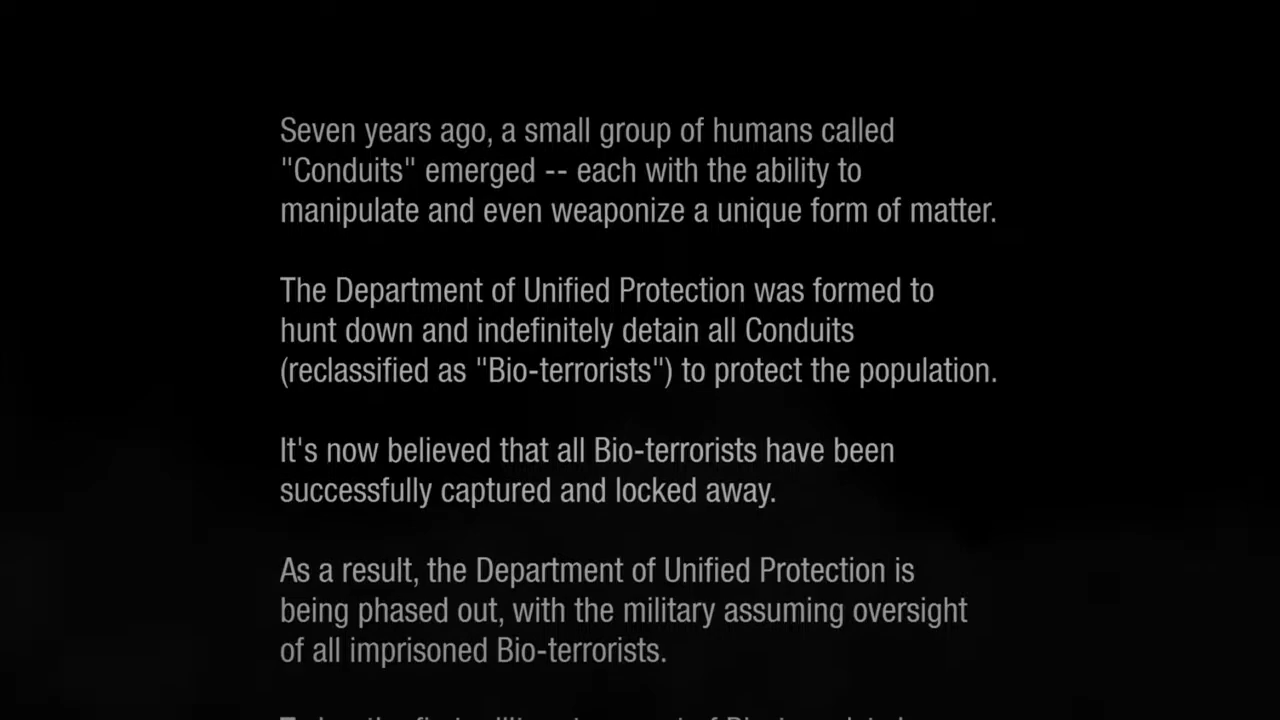 Seven years ago, a small group of humans called
"Conduits" emerged -- each with the ability to
manipulate and even weaponize a unique form of matter.
The Department of Unified Protection was formed to
hunt down and indefinitely detain all Conduits
(reclassified as "Bio-terrorists") to protect the population.
It's now believed that all Bio-terrorists have been
successfully captured and locked away.
As a result, the Department of Unified Protection is
being phased out, with the military assuming oversight
of all imprisoned Bio-terrorists.